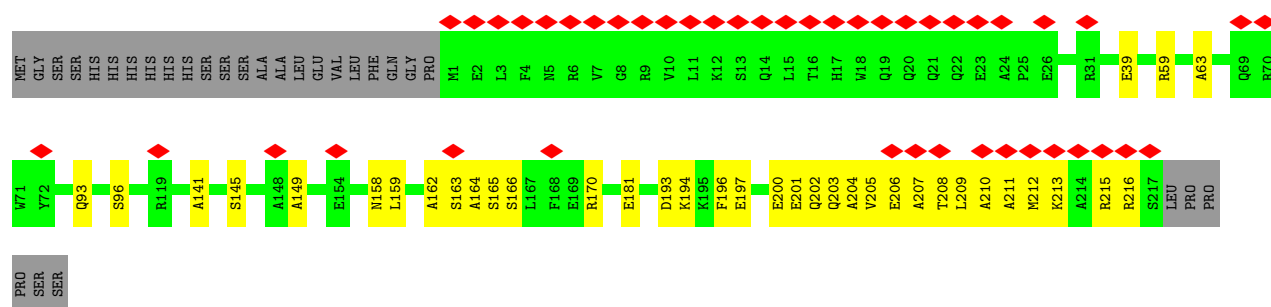 MET GLY SER SER HIS HIS HIS HIS HIS HIS SER SER SER ALA ALA LEU GLU VAL LEU PHE GLN GLY PRO M1 E2 L3 F4 N5 R6 V7 G8 R9 V10 L11 K12 S13 Q14 L15 T16 H17 W18 Q19 Q20 Q21 Q22 E23 A24 P25 E26 R31 E39 R59 A63 Q69 R70
W71 Y72 Q93 S96 R119 A141 S145 A148 A149 E154 N158 L159 A162 S163 A164 S165 S166 L167 F168 E169 R170 E181 D193 K194 K195 F196 E197 E200 E201 Q202 Q203 A204 V205 E206 A207 T208 L209 A210 A211 M212 K213 A214 R215 R216 S217 LEU PRO PRO
PRO SER SER